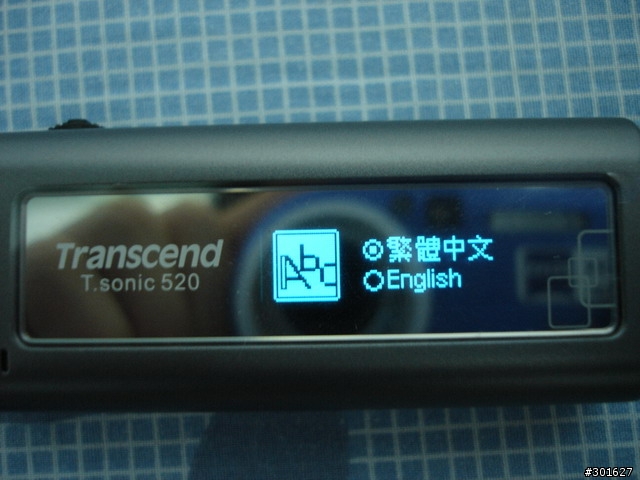 Transcend
T.sonic 520
Abc
繁體中文
English
#301627